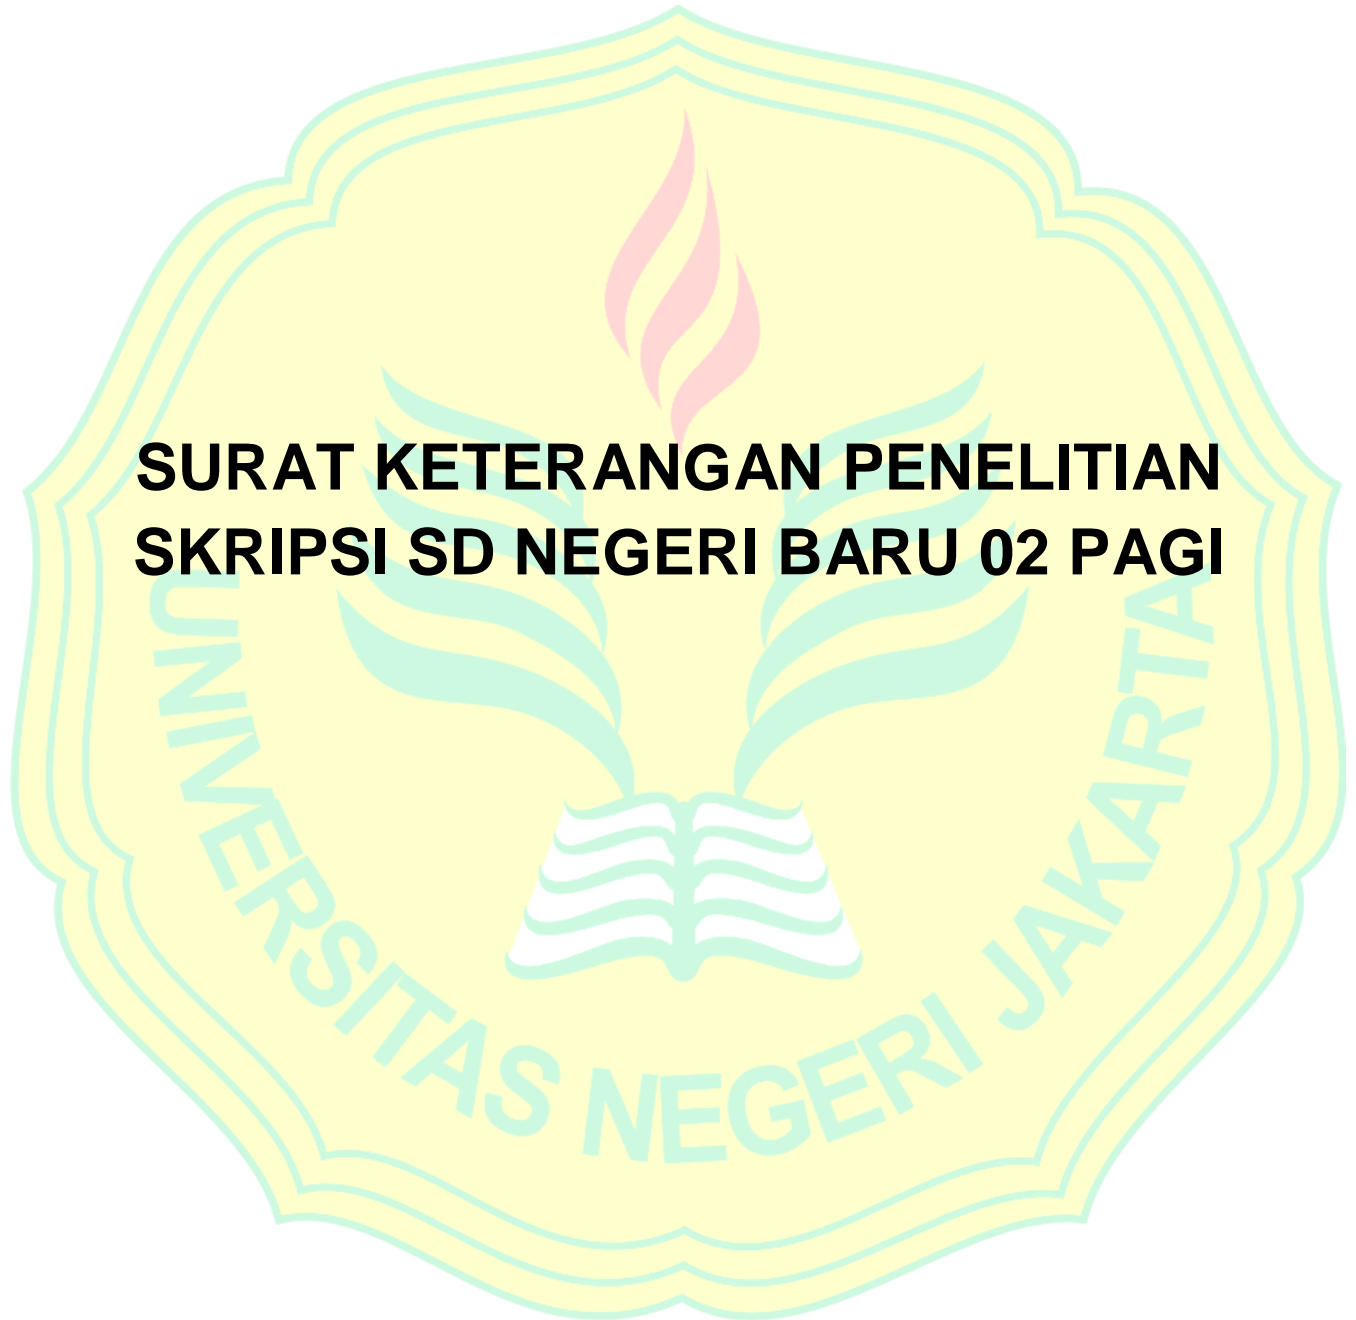 SURAT KETERANGAN PENELITIAN
SKRIPSI SD NEGERI BARU 02 PAGI
UNIVERSITAS NEGERI JAKARTA